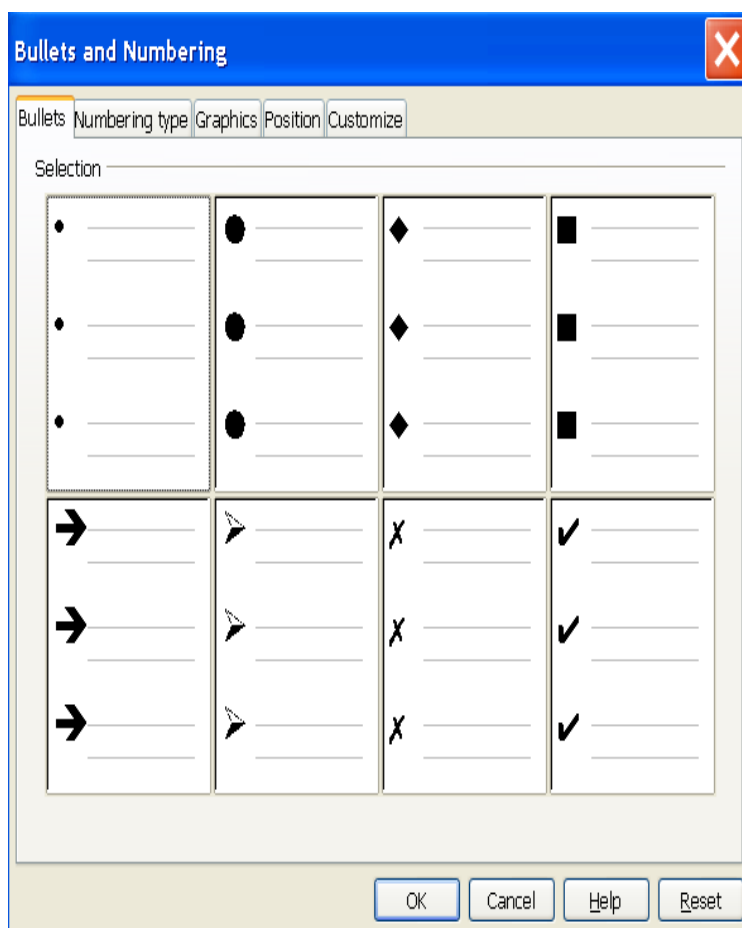 Bullets and Numbering
Bullets Numbering type Graphics Position Customize
Selection
OK Cancel Help Reset